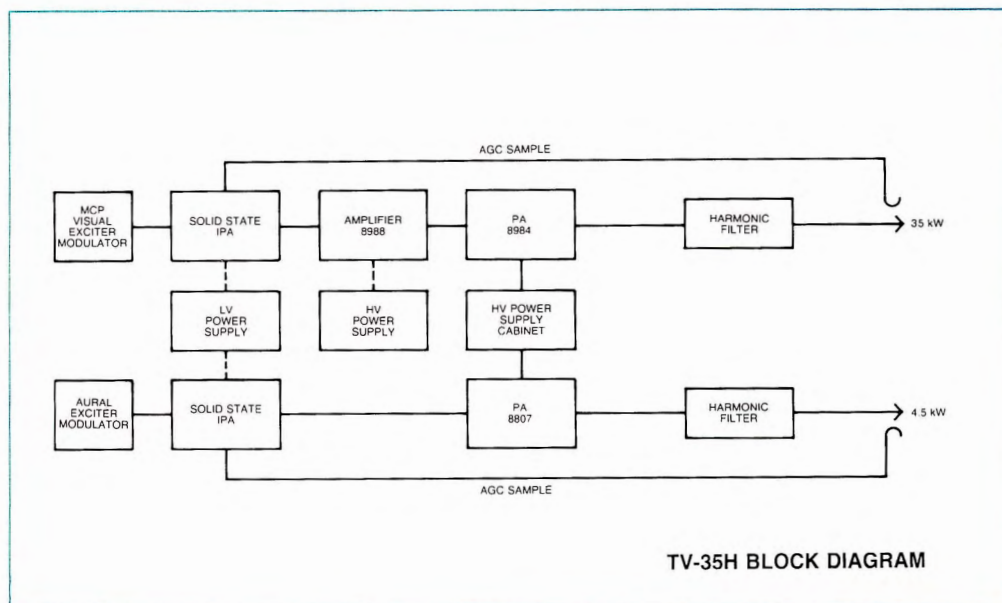 AGC SAMPLE
MCP
VISUAL
EXCITER
MODULATOR
SOLID STATE
IPA
AMPLIFIER
8988
PA
8984
HARMONIC
FILTER
35 kW
LV
POWER
SUPPLY
HV
POWER
SUPPLY
HV POWER
SUPPLY
CABINET
AURAL
EXCITER
MODULATOR
SOLID STATE
IPA
PA
8807
HARMONIC
FILTER
4.5 kW
AGC SAMPLE
TV-35H BLOCK DIAGRAM